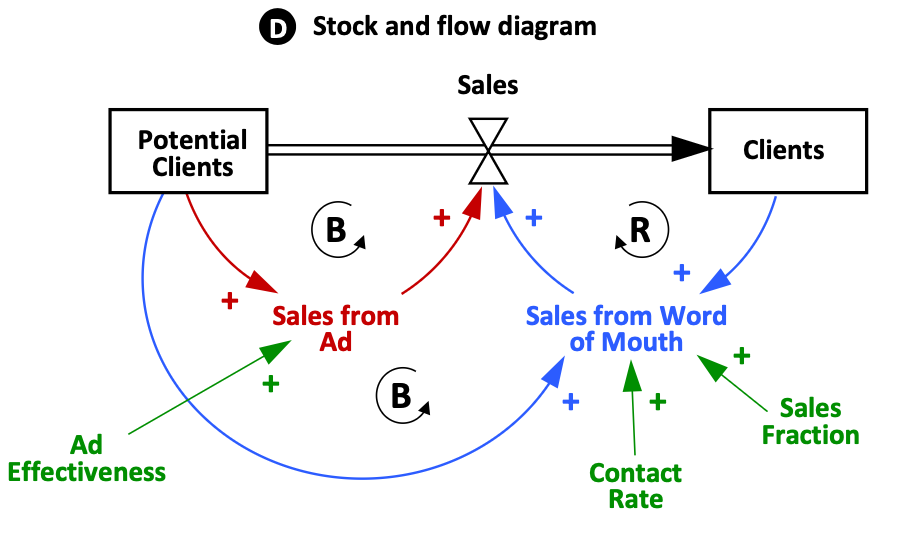 D Stock and flow diagram
Sales
Potential
Clients
Clients
B
R
+
+
+
+
Sales from
Ad
Sales from Word
of Mouth
+
+
B
+
+
Ad
Effectiveness
Sales
Fraction
Contact
Rate